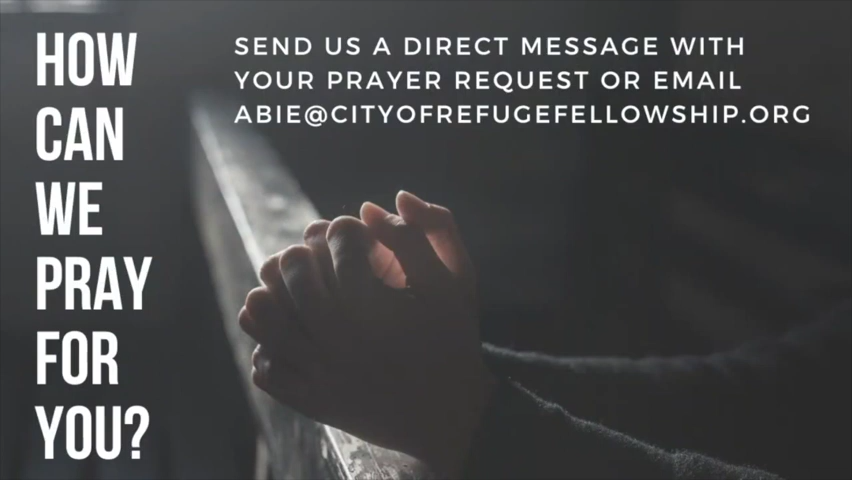 HOW
CAN
WE
PRAY
FOR
YOU?
SEND US A DIRECT MESSAGE WITH
YOUR PRAYER REQUEST OR EMAIL
ABIE@CITYOFREFUGEFELLOWSHIP.ORG